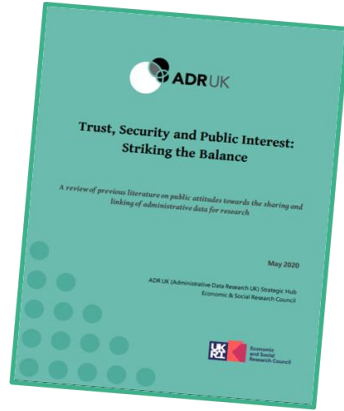 ADR UK
Trust, Security and Public Interest:
Striking the Balance
A review of previous literature on public attitudes towards the sharing and
linking of administrative data for research
May 2020
ADR UK (Administrative Data Research UK) Strategic Hub
Economic & Social Research Council
UKRI
Economic
and Social
Research Council